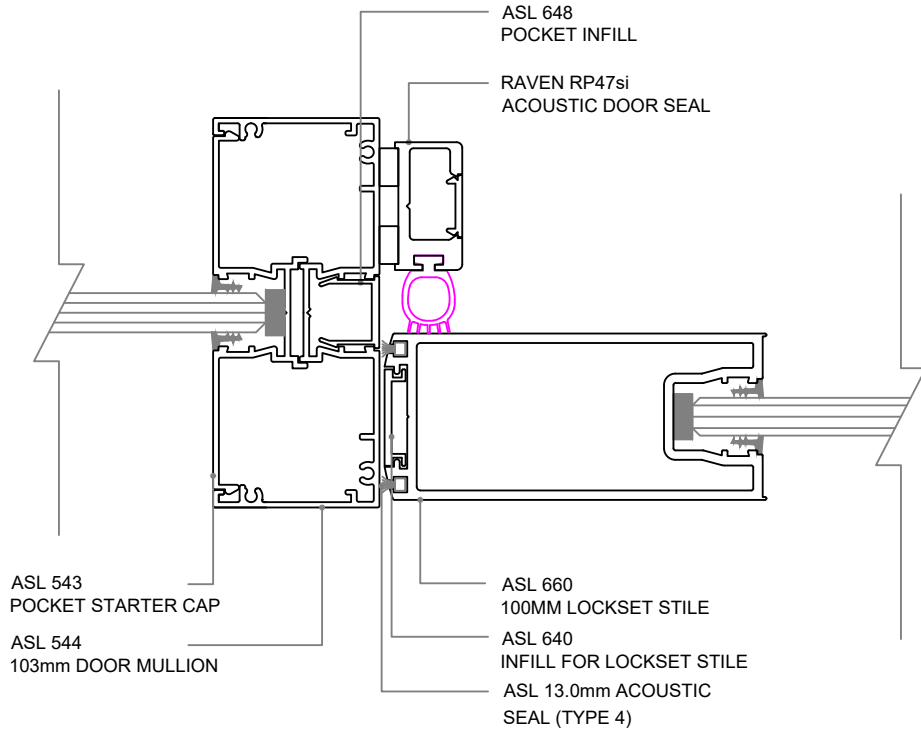 ASL 648
POCKET INFILL
RAVEN RP47si
ACOUSTIC DOOR SEAL
ASL 543
POCKET STARTER CAP
ASL 544
103mm DOOR MULLION
ASL 660
100MM LOCKSET STILE
ASL 640
INFILL FOR LOCKSET STILE
ASL 13.0mm ACOUSTIC
SEAL (TYPE 4)